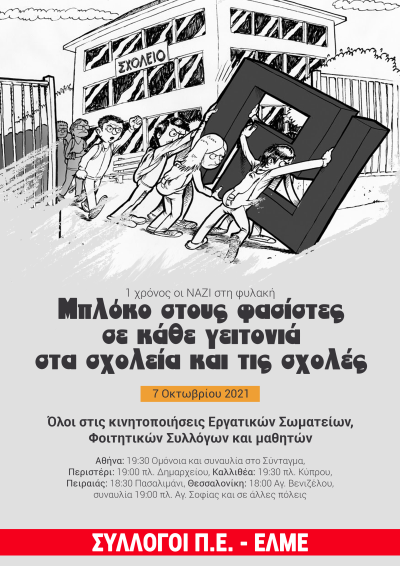 ΣΧΟΛΕΙΟ
1 χρόνος οι ΝΑΖΙ στη φυλακή
Μπλόκο στους φασίστες
σε κάθε γειτονιά
στα σχολεία και τις σχολές
7 Οκτωβρίου 2021
Όλοι στις κινητοποιήσεις Εργατικών Σωματείων,
Φοιτητικών Συλλόγων και μαθητών
Αθήνα: 19:30 Ομόνοια και συναυλία στο Σύνταγμα,
Περιστέρι: 19:00 πλ. Δημαρχείου, Καλλιθέα: 19:30 πλ. Κύπρου,
Πειραιάς: 18:30 Πασαλιμάνι, Θεσσαλονίκη: 18:00 Αγ. Βενιζέλου,
συναυλία 19:00 πλ. Αγ. Σοφίας και σε άλλες πόλεις
ΣΥΛΛΟΓΟΙ Π.Ε. - ΕΛΜΕ